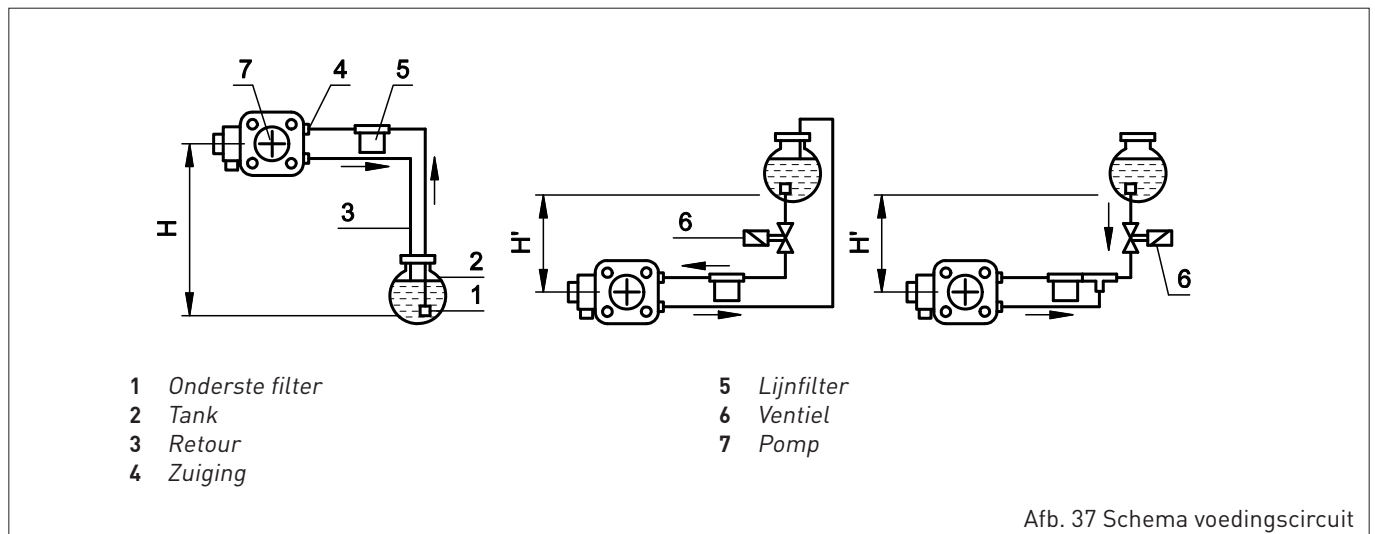 7 4 5
H
3
2
1
6
H'
H'
6
1 Onderste filter
2 Tank
3 Retour
4 Zuiging
5 Lijnfilter
6 Ventiel
7 Pomp
Afb. 37 Schema voedingscircuit